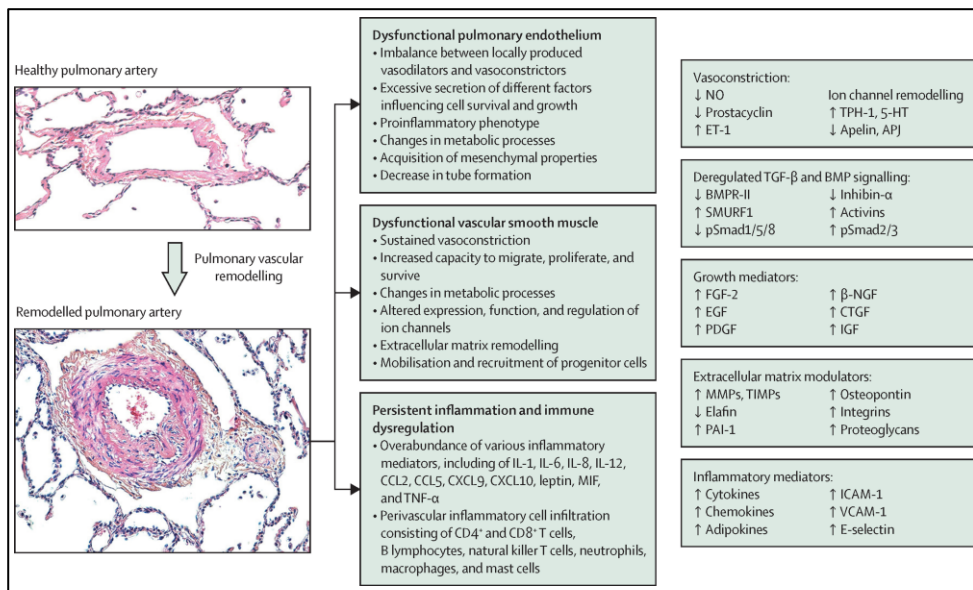 Healthy pulmonary artery
Pulmonary vascular
remodelling
Remodelled pulmonary artery
Dysfunctional pulmonary endothelium
• Imbalance between locally produced
vasodilators and vasoconstrictors
• Excessive secretion of different factors
influencing cell survival and growth
• Proinflammatory phenotype
• Changes in metabolic processes
• Acquisition of mesenchymal properties
• Decrease in tube formation
Dysfunctional vascular smooth muscle
• Sustained vasoconstriction
• Increased capacity to migrate, proliferate, and
survive
• Changes in metabolic processes
• Altered expression, function, and regulation of
ion channels
• Extracellular matrix remodelling
• Mobilisation and recruitment of progenitor cells
Persistent inflammation and immune
dysregulation
• Overabundance of various inflammatory
mediators, including of IL-1, IL-6, IL-8, IL-12,
CCL2, CCL5, CXCL9, CXCL10, leptin, MIF,
and TNF-α
• Perivascular inflammatory cell infiltration
consisting of CD4⁺ and CD8⁺ T cells,
B lymphocytes, natural killer T cells, neutrophils,
macrophages, and mast cells
Vasoconstriction:
↓ NO Ion channel remodelling
↓ Prostacyclin ↑ TPH-1, 5-HT
↑ ET-1 ↓ Apelin, APJ
Deregulated TGF-β and BMP signalling:
↓ BMPR-II ↓ Inhibin-α
↑ SMURF1 ↑ Activins
↓ pSmad1/5/8 ↑ pSmad2/3
Growth mediators:
↑ FGF-2 ↑ β-NGF
↑ EGF ↑ CTGF
↑ PDGF ↑ IGF
Extracellular matrix modulators:
↑ MMPs, TIMPs ↑ Osteopontin
↓ Elafin ↑ Integrins
↑ PAI-1 ↑ Proteoglycans
Inflammatory mediators:
↑ Cytokines ↑ ICAM-1
↑ Chemokines ↑ VCAM-1
↑ Adipokines ↑ E-selectin